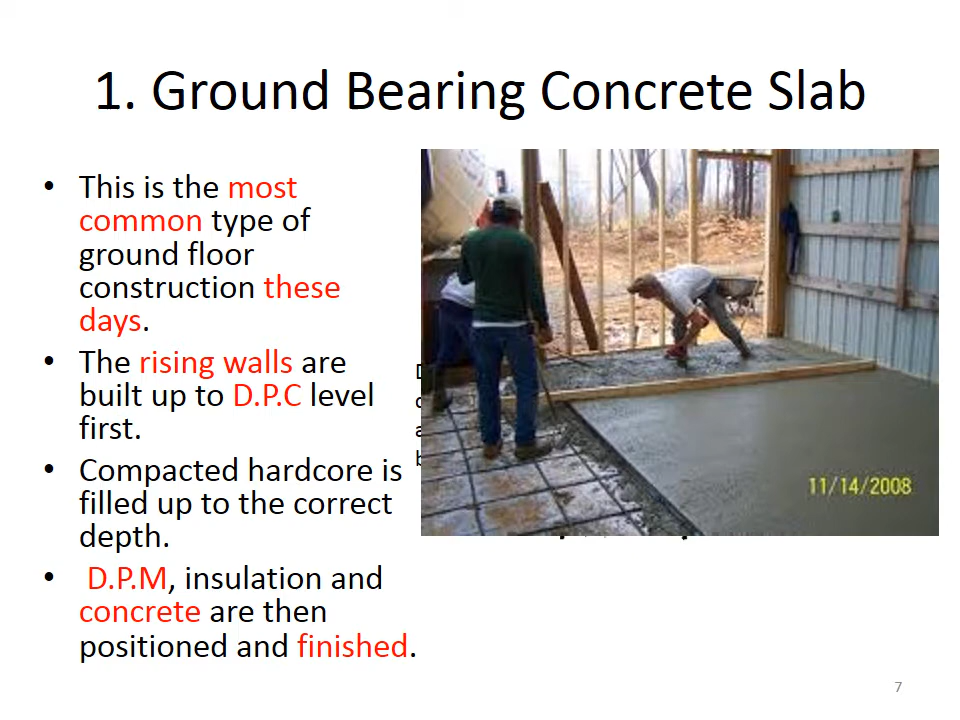 1. Ground Bearing Concrete Slab
• This is the most
common type of
ground floor
construction these
days.
• The rising walls are
built up to D.P.C level
first.
• Compacted hardcore is
filled up to the correct
depth.
• D.P.M, insulation and
concrete are then
positioned and finished.
11/14/2008
7